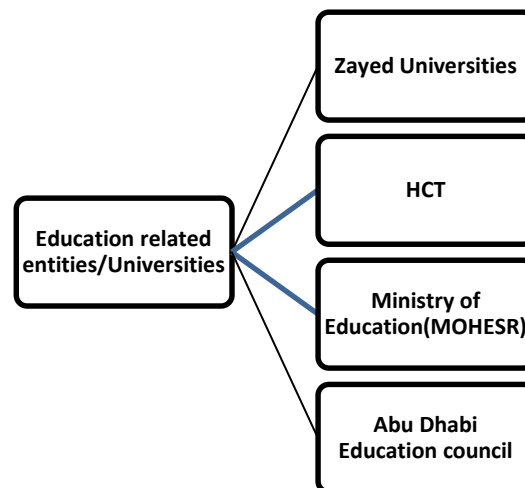 Zayed Universities
HCT
Education related
entities/Universities
Ministry of
Education(MOHESR)
Abu Dhabi
Education council